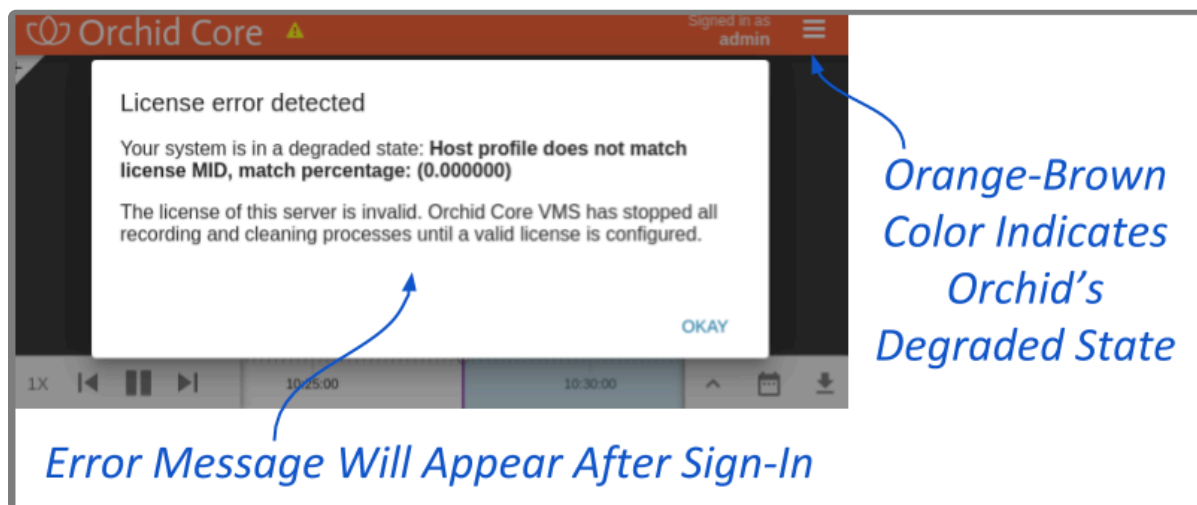 Orchid Core
Signed in as
admin
License error detected
Your system is in a degraded state: Host profile does not match
license MID, match percentage: (0.000000)
The license of this server is invalid. Orchid Core VMS has stopped all
recording and cleaning processes until a valid license is configured.
OKAY
1X
10:25:00
10:30:00
Orange-Brown
Color Indicates
Orchid's
Degraded State
Error Message Will Appear After Sign-In